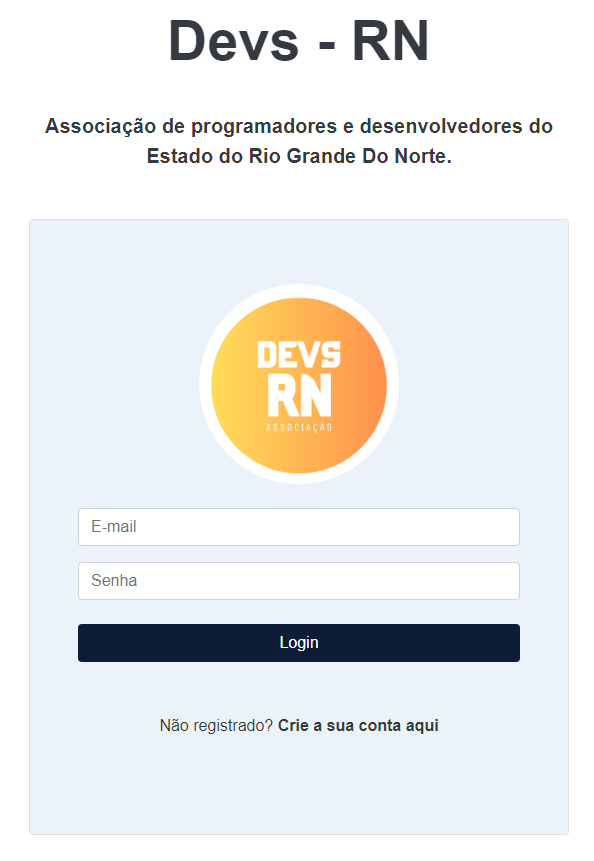 Devs - RN
Associação de programadores e desenvolvedores do
Estado do Rio Grande Do Norte.
DEVS
RN
ASSOCIAÇÃO
E-mail
Senha
Login
Não registrado? Crie a sua conta aqui